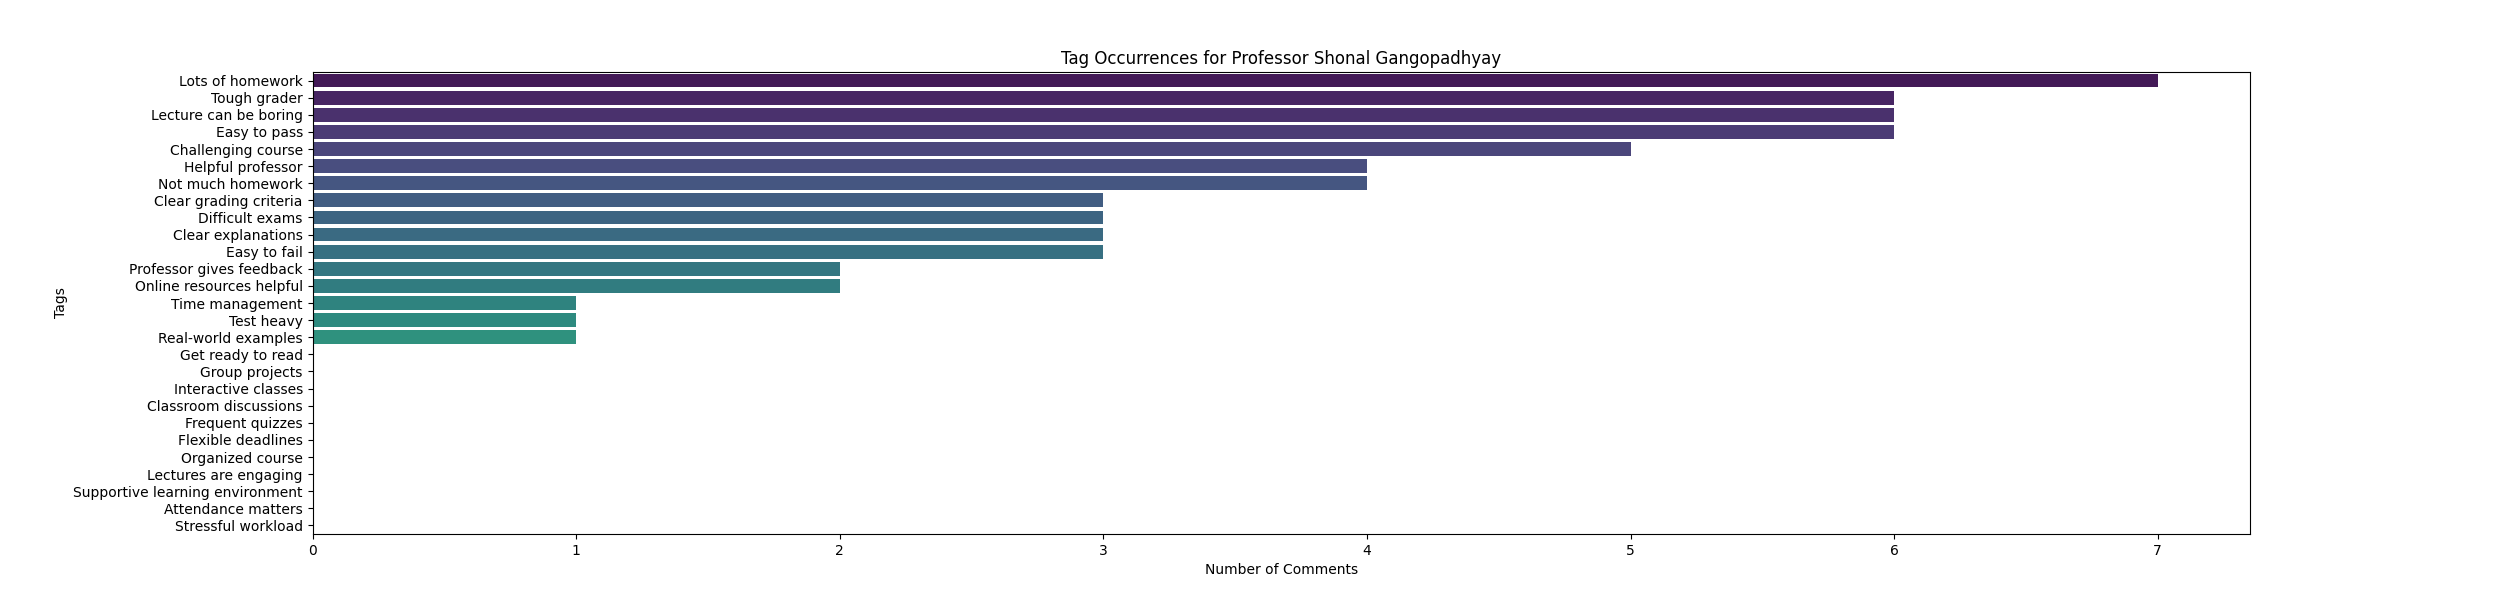 Tag Occurrences for Professor Shonal Gangopadhyay
Lots of homework
Tough grader
Lecture can be boring
Easy to pass
Challenging course
Helpful professor
Not much homework
Clear grading criteria
Difficult exams
Clear explanations
Easy to fail
Professor gives feedback
Online resources helpful
Time management
Test heavy
Real-world examples
Get ready to read
Group projects
Interactive classes
Classroom discussions
Frequent quizzes
Flexible deadlines
Organized course
Lectures are engaging
Supportive learning environment
Attendance matters
Stressful workload
Tags
0 1 2 3 4 5 6 7
Number of Comments